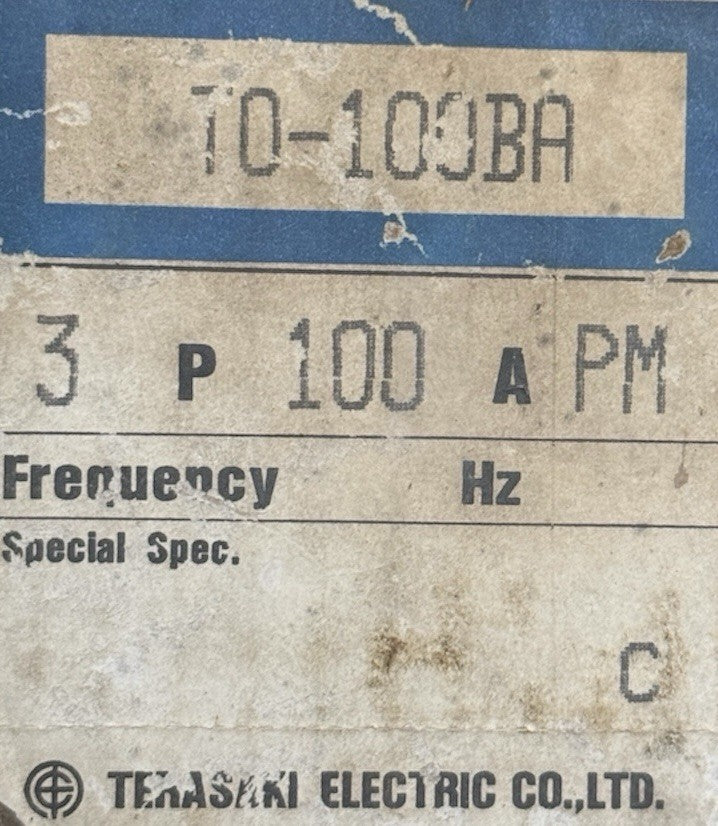 TO-100BA
3 P 100 A PM
Frequency Hz
Special Spec.
C
TERASAKI ELECTRIC CO.,LTD.